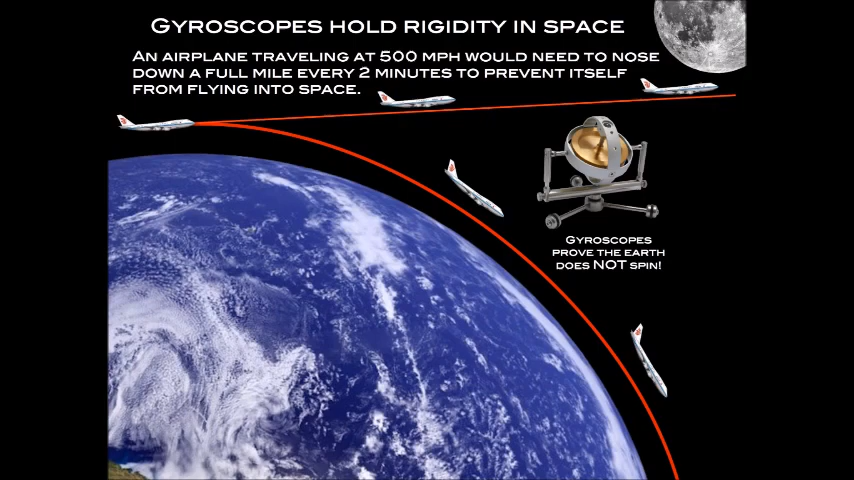 Gyroscopes hold rigidity in space
An airplane traveling at 500 mph would need to nose
down a full mile every 2 minutes to prevent itself
from flying into space.
Gyroscopes
prove the earth
does NOT spin!